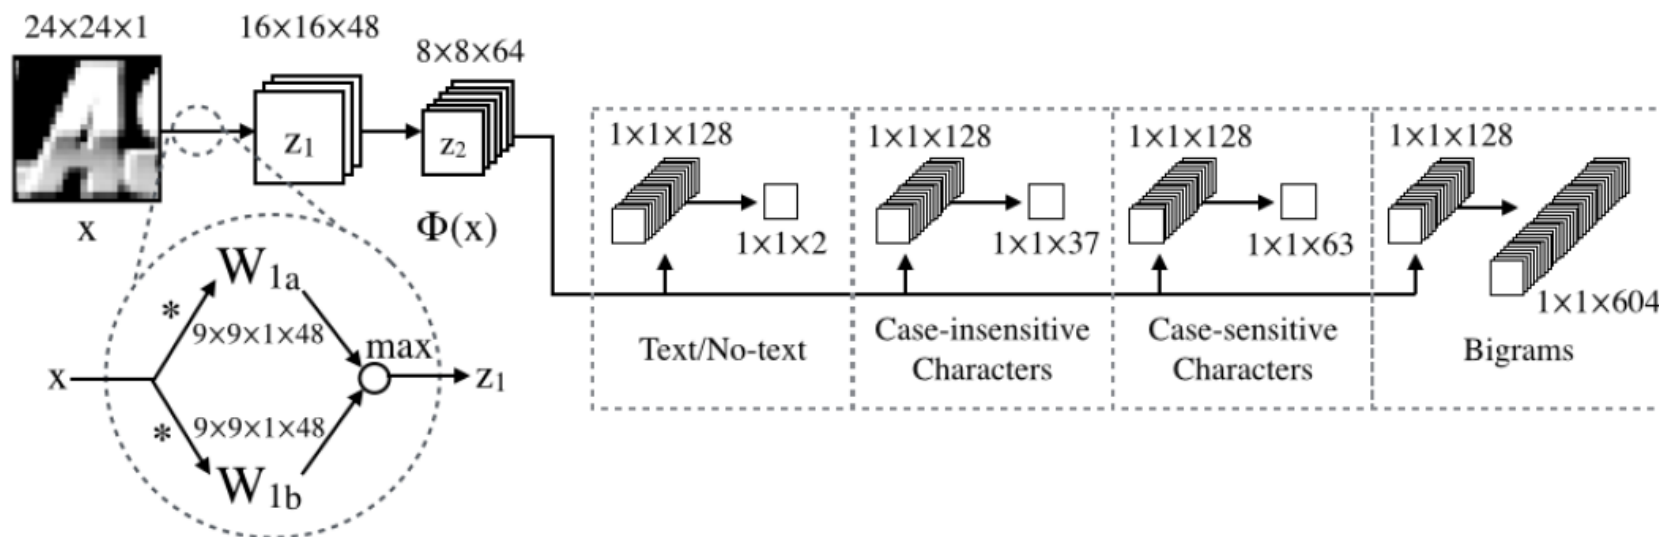 24×24×1
16×16×48
8×8×64
x
z1
z2
Φ(x)
1×1×128
1×1×2
Text/No-text
1×1×128
1×1×37
Case-insensitive
Characters
1×1×128
1×1×63
Case-sensitive
Characters
1×1×128
1×1×604
Bigrams
W1a
*
9×9×1×48
max
x
z1
*
9×9×1×48
W1b